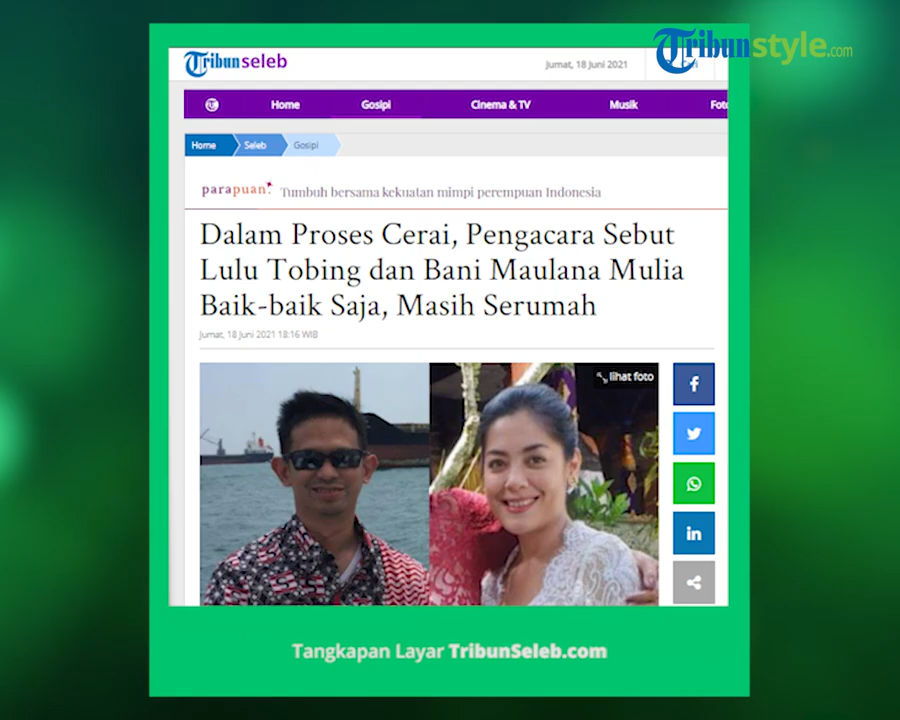 Tribunstyle.com
Tribunseleb
Jumat, 18 Juni 2021
Home Gosipi Cinema & TV Musik Foto
Home Seleb Gosipi
parapuan. Tumbuh bersama kekuatan mimpi perempuan Indonesia
Dalam Proses Cerai, Pengacara Sebut
Lulu Tobing dan Bani Maulana Mulia
Baik-baik Saja, Masih Serumah
Jumat, 18 Juni 2021 18:16 WIB
lihat foto
Tangkapan Layar TribunSeleb.com